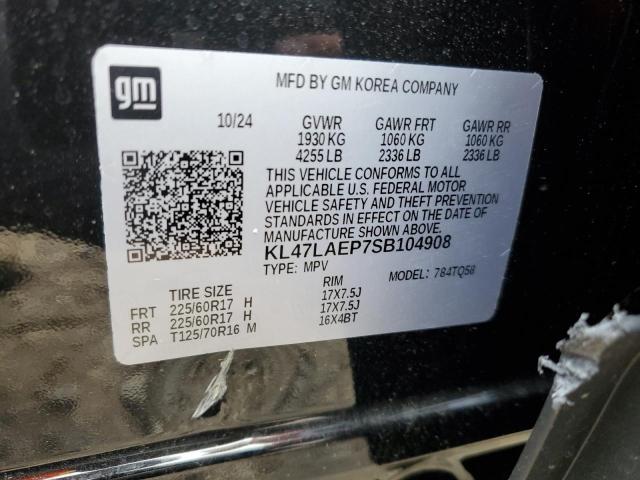 gm
MFD BY GM KOREA COMPANY
10/24 GVWR GAWR FRT GAWR RR
1930 KG 1060 KG 1060 KG
4255 LB 2336 LB 2336 LB
THIS VEHICLE CONFORMS TO ALL
APPLICABLE U.S. FEDERAL MOTOR
VEHICLE SAFETY AND THEFT PREVENTION
STANDARDS IN EFFECT ON THE DATE OF
MANUFACTURE SHOWN ABOVE.
KL47LAEP7SB104908
TYPE: MPV MODEL: 784TQ58
TIRE SIZE RIM
FRT 225/60R17 H 17X7.5J
RR 225/60R17 H 17X7.5J
SPA T125/70R16 M 16X4BT